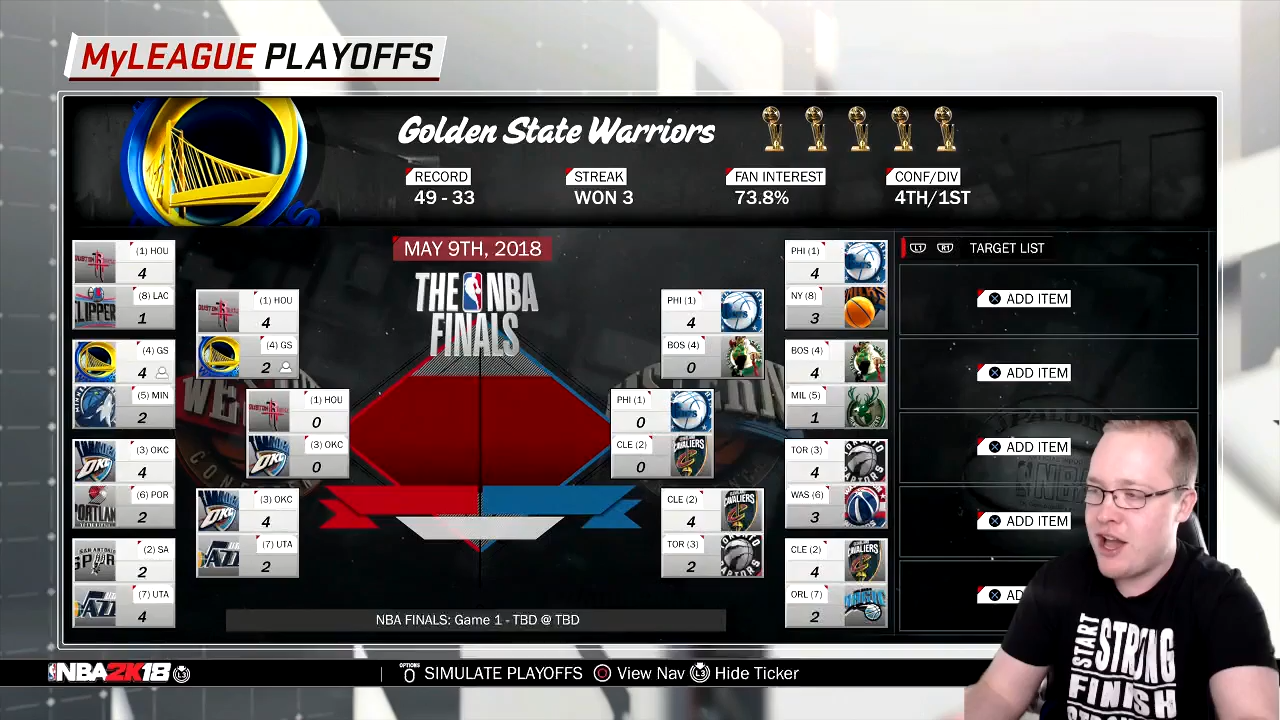 MyLEAGUE PLAYOFFS
Golden State Warriors
RECORD
49 - 33
STREAK
WON 3
FAN INTEREST
73.8%
CONF/DIV
4TH/1ST
(1) HOU
4
(8) LAC
1
(4) GS
4
(5) MIN
2
(3) OKC
4
(6) POR
2
(2) SA
2
(7) UTA
4
(1) HOU
4
(4) GS
2
(3) OKC
4
(7) UTA
2
(1) HOU
0
(3) OKC
0
MAY 9TH, 2018
THE NBA
FINALS
PHI (1)
4
BOS (4)
0
PHI (1)
0
CLE (2)
0
CLE (2)
4
TOR (3)
2
PHI (1)
4
NY (8)
3
BOS (4)
4
MIL (5)
1
TOR (3)
4
WAS (6)
3
CLE (2)
4
ORL (7)
2
NBA FINALS: Game 1 - TBD @ TBD
L1 R1 TARGET LIST
ADD ITEM
ADD ITEM
ADD ITEM
ADD ITEM
AD
START
STRONG
FINISH
NBA2K18
OPTIONS SIMULATE PLAYOFFS View Nav L3 Hide Ticker